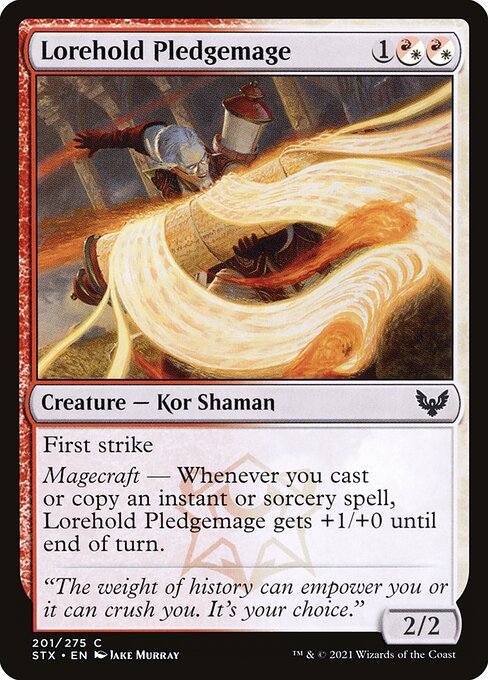 Lorehold Pledgemage 1
Creature — Kor Shaman
First strike
Magecraft — Whenever you cast
or copy an instant or sorcery spell,
Lorehold Pledgemage gets +1/+0 until
end of turn.
"The weight of history can empower you or
it can crush you. It's your choice."
2/2
201/275 C
STX • EN JAKE MURRAY
™ & © 2021 Wizards of the Coast